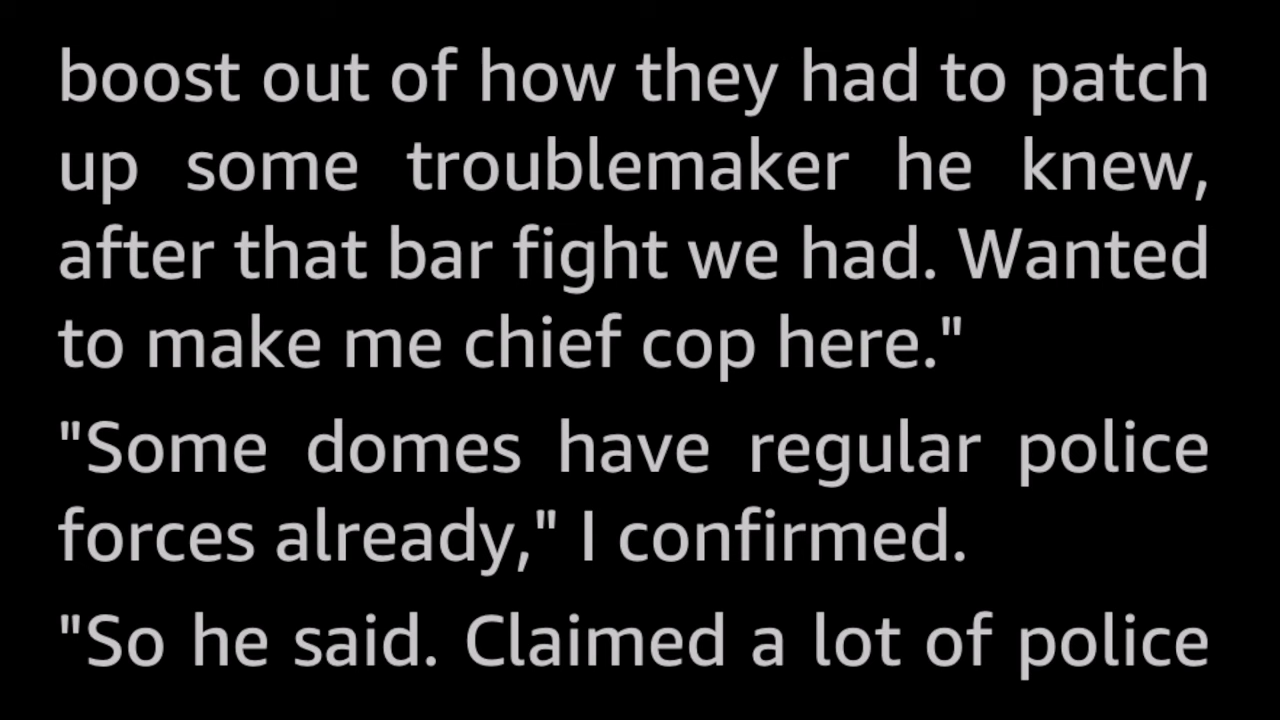 boost out of how they had to patch
up some troublemaker he knew,
after that bar fight we had. Wanted
to make me chief cop here."
"Some domes have regular police
forces already," I confirmed.
"So he said. Claimed a lot of police